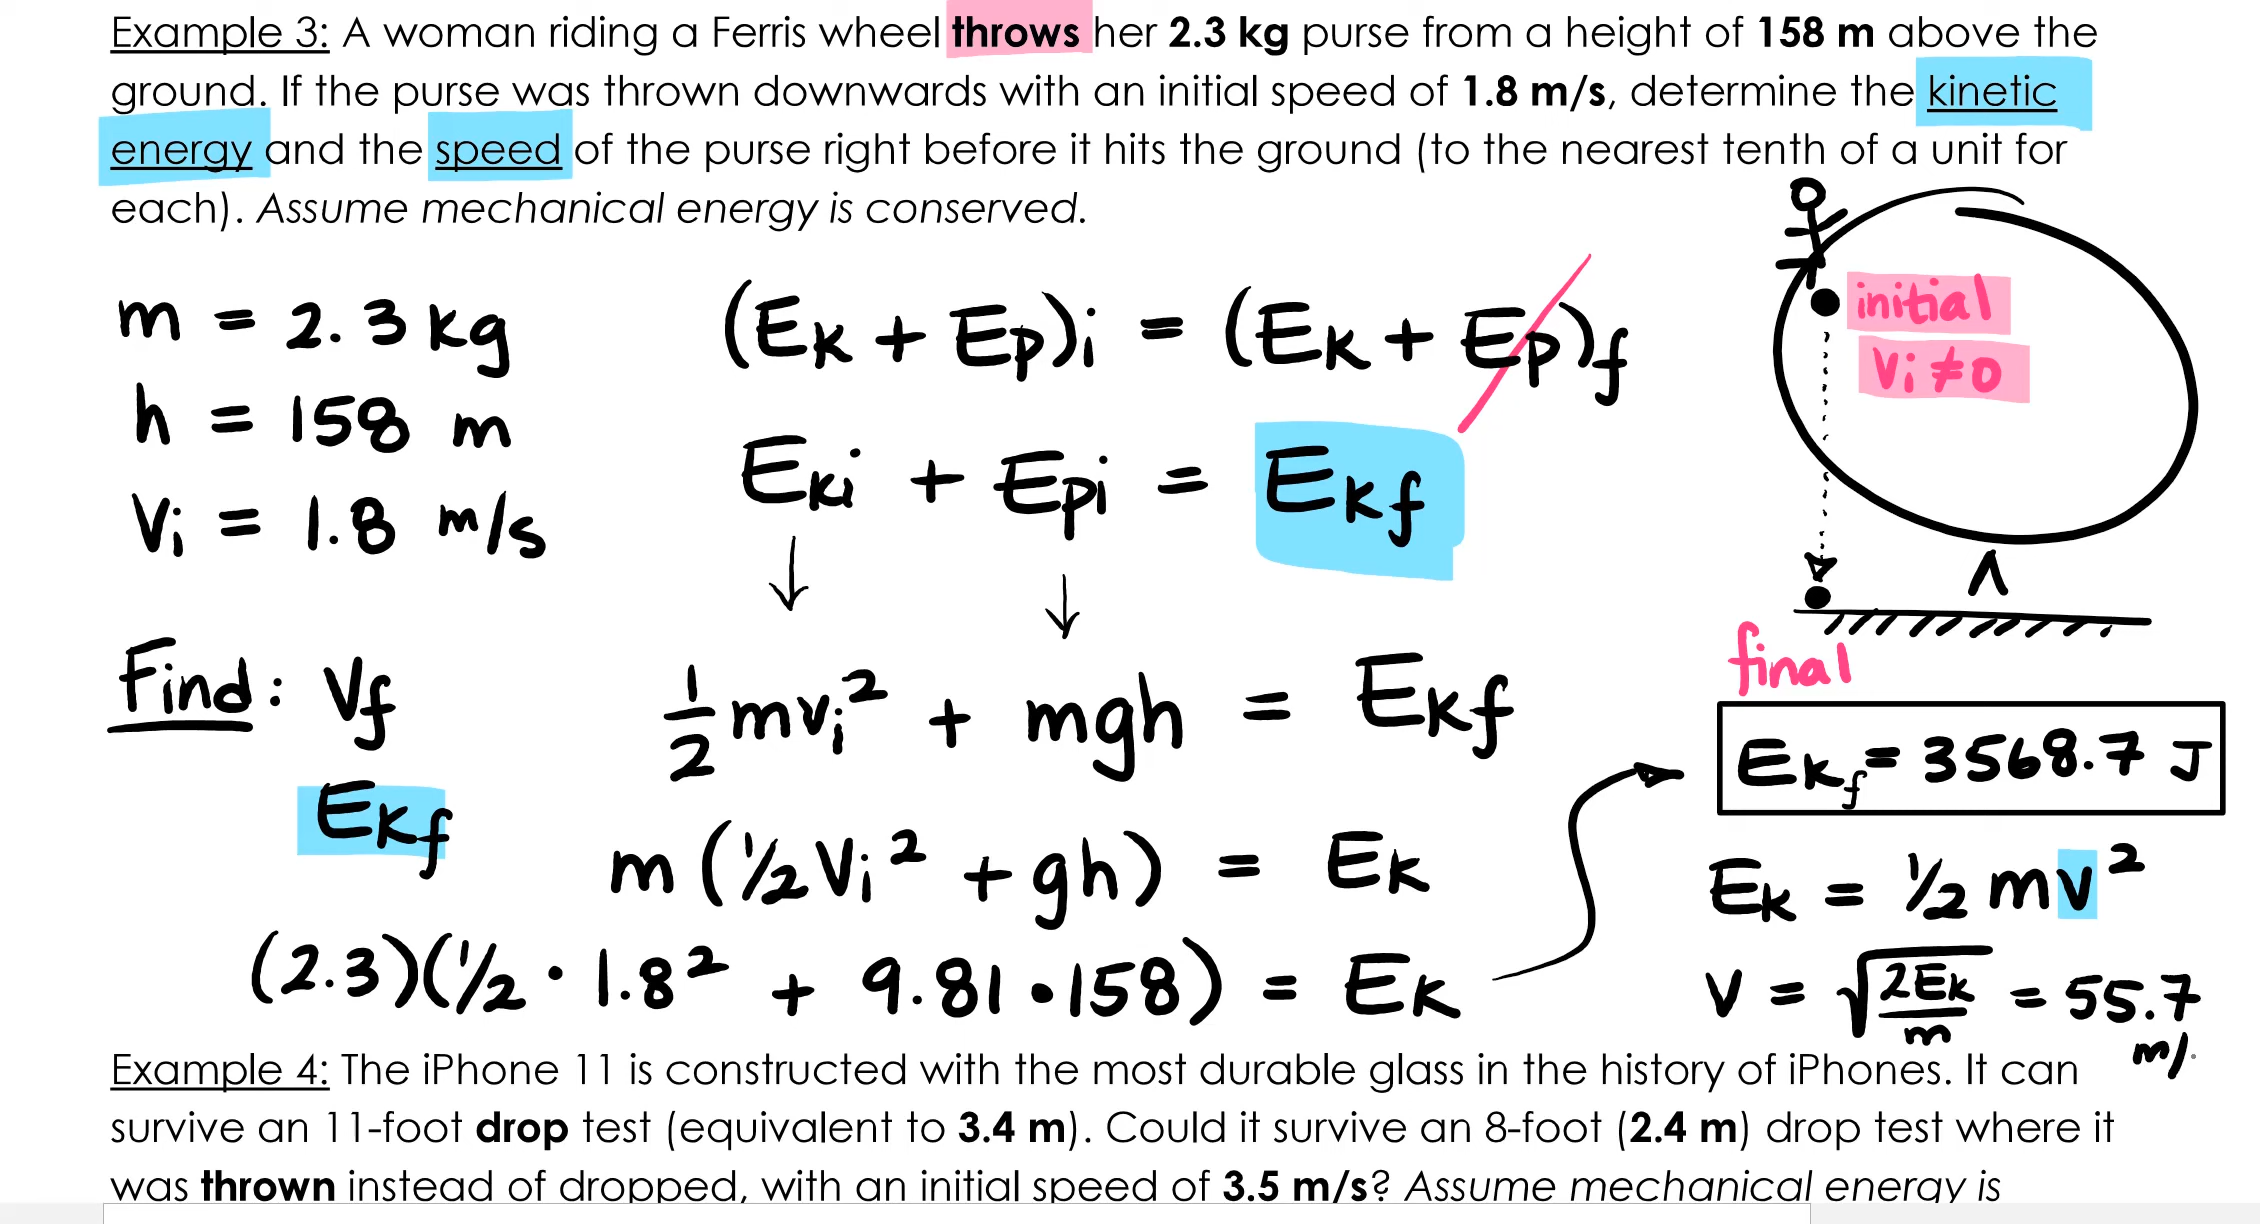 Example 3: A woman riding a Ferris wheel throws her 2.3 kg purse from a height of 158 m above the
ground. If the purse was thrown downwards with an initial speed of 1.8 m/s, determine the kinetic
energy and the speed of the purse right before it hits the ground (to the nearest tenth of a unit for
each). Assume mechanical energy is conserved.
m = 2.3 kg
h = 158 m
Vi = 1.8 m/s
Find: Vf
Ekf
(Ek + Ep)i = (Ek + Ep)f
Eki + Epi = Ekf
↓ ↓
½mvi² + mgh = Ekf
m(½Vi² + gh) = Ek
(2.3)(½ · 1.8² + 9.81 · 158) = Ek
initial
Vi ≠ 0
final
Ekf = 3568.7 J
Ek = ½ mv²
V = √(2Ek/m) = 55.7
m/
Example 4: The iPhone 11 is constructed with the most durable glass in the history of iPhones. It can
survive an 11-foot drop test (equivalent to 3.4 m). Could it survive an 8-foot (2.4 m) drop test where it
was thrown instead of dropped, with an initial speed of 3.5 m/s? Assume mechanical energy is